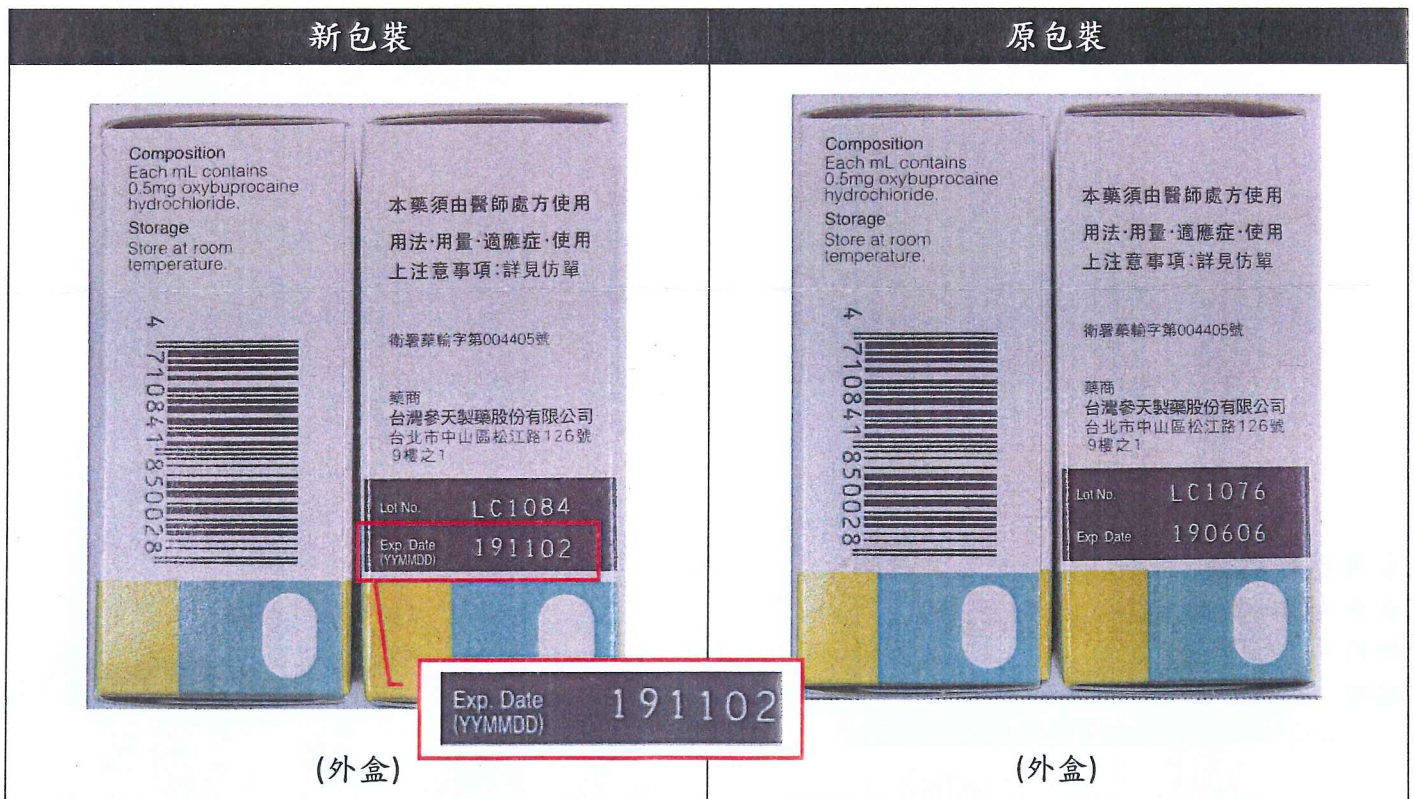 新包裝
Composition
Each mL contains
0.5mg oxybuprocaine
hydrochloride.
Storage
Store at room
temperature.
4 710841 850028
本藥須由醫師處方使用
用法·用量·適應症·使用
上注意事項:詳見仿單
衛署藥輸字第004405號
藥商
台灣參天製藥股份有限公司
台北市中山區松江路126號
9樓之1
Lot No. LC1084
Exp. Date 191102
(YYMMDD)
Exp. Date 191102
(YYMMDD)
(外盒)
原包裝
Composition
Each mL contains
0.5mg oxybuprocaine
hydrochloride.
Storage
Store at room
temperature.
4 710841 850028
本藥須由醫師處方使用
用法·用量·適應症·使用
上注意事項:詳見仿單
衛署藥輸字第004405號
藥商
台灣參天製藥股份有限公司
台北市中山區松江路126號
9樓之1
Lot No. LC1076
Exp. Date 190606
(外盒)